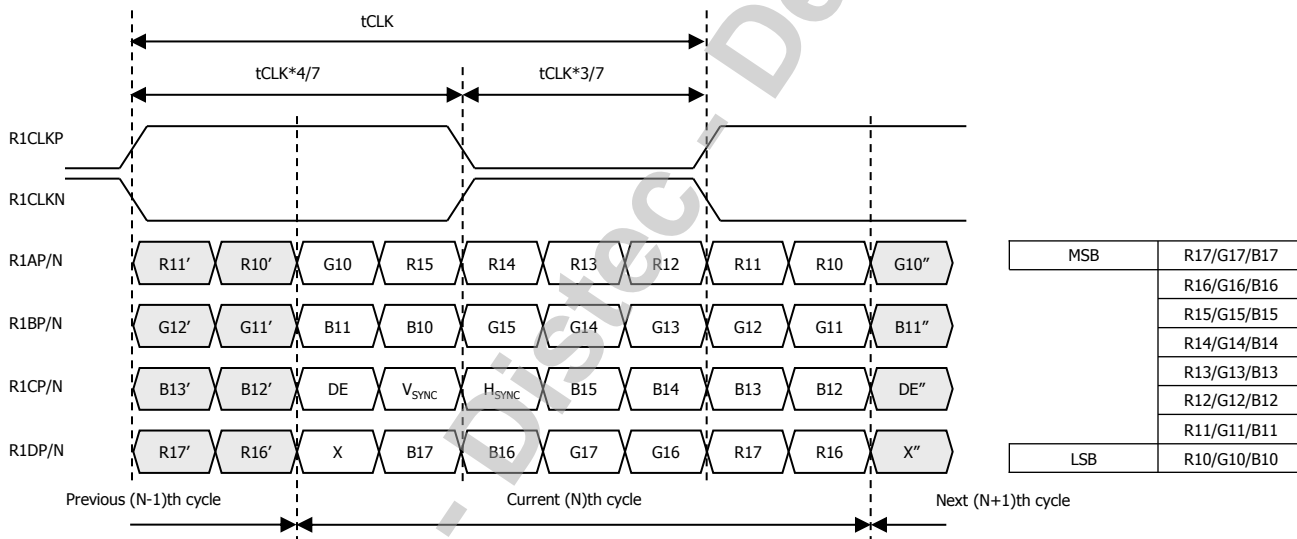 tCLK
tCLK*4/7 tCLK*3/7
R1CLKP
R1CLKN
R1AP/N R11′ R10′ G10 R15 R14 R13 R12 R11 R10 G10″
R1BP/N G12′ G11′ B11 B10 G15 G14 G13 G12 G11 B11″
R1CP/N B13′ B12′ DE VSYNC HSYNC B15 B14 B13 B12 DE″
R1DP/N R17′ R16′ X B17 B16 G17 G16 R17 R16 X″
Previous (N-1)th cycle Current (N)th cycle Next (N+1)th cycle
MSB R17/G17/B17
R16/G16/B16
R15/G15/B15
R14/G14/B14
R13/G13/B13
R12/G12/B12
R11/G11/B11
LSB R10/G10/B10
- Distec - De